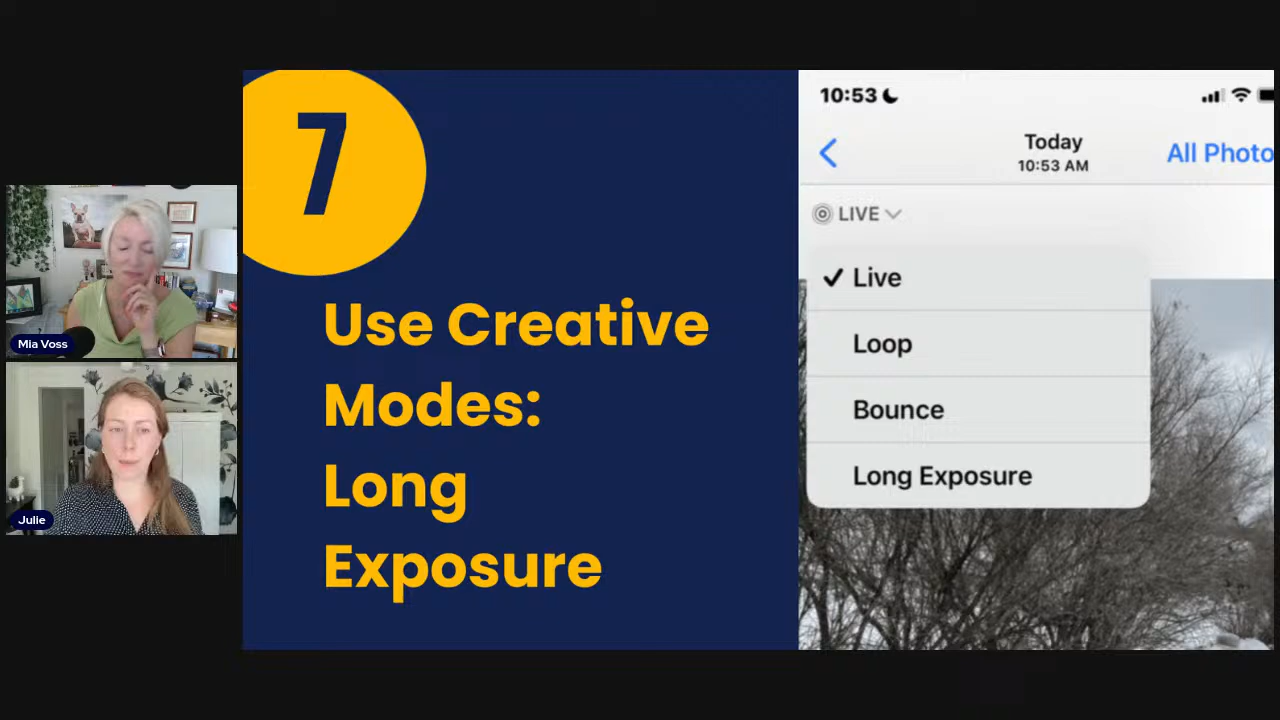 7
Use Creative
Modes:
Long
Exposure
10:53
Today
10:53 AM
All Photo
LIVE
Live
Loop
Bounce
Long Exposure
Mia Voss
Julie